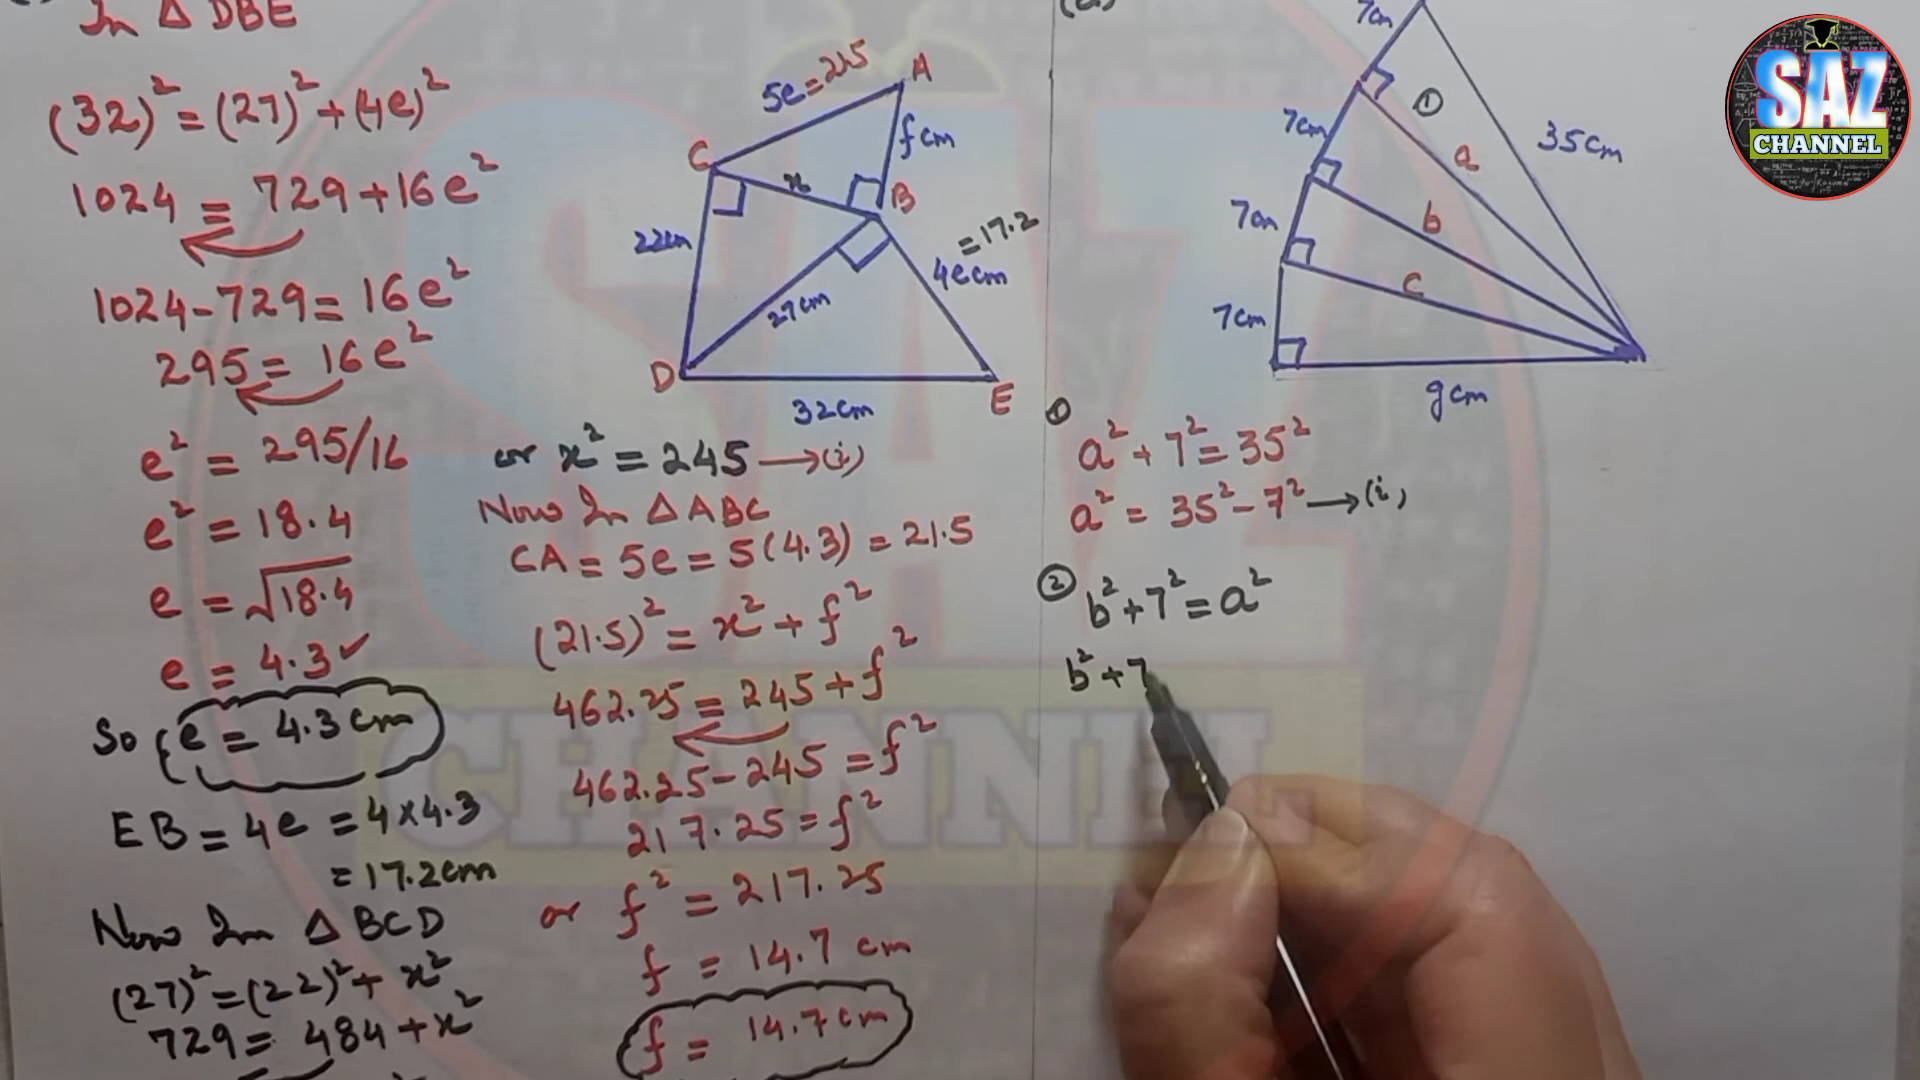 In △ DBE
(32)² = (27)² + (4e)²
1024 = 729 + 16e²
1024 - 729 = 16e²
295 = 16e²
e² = 295/16
e² = 18.4
e = √18.4
e = 4.3 ✓
So e = 4.3 cm
EB = 4e = 4 × 4.3
= 17.2cm
Now In △ BCD
(27)² = (22)² + x²
729 = 484 + x²
A
5e = 21.5
f cm
C
x
B
22cm
= 17.2
4e cm
27cm
D
E
32cm
or x² = 245 → (i)
Now In △ ABC
CA = 5e = 5(4.3) = 21.5
(21.5)² = x² + f²
462.25 = 245 + f²
462.25 - 245 = f²
217.25 = f²
or f² = 217.25
f = 14.7 cm
f = 14.7 cm
7cm
①
7cm
a
35cm
7cm
b
c
7cm
g cm
①
a² + 7² = 35²
a² = 35² - 7² → (i)
②
b² + 7² = a²
b² + 7
SAZ
CHANNEL
SAZ
CHANNEL